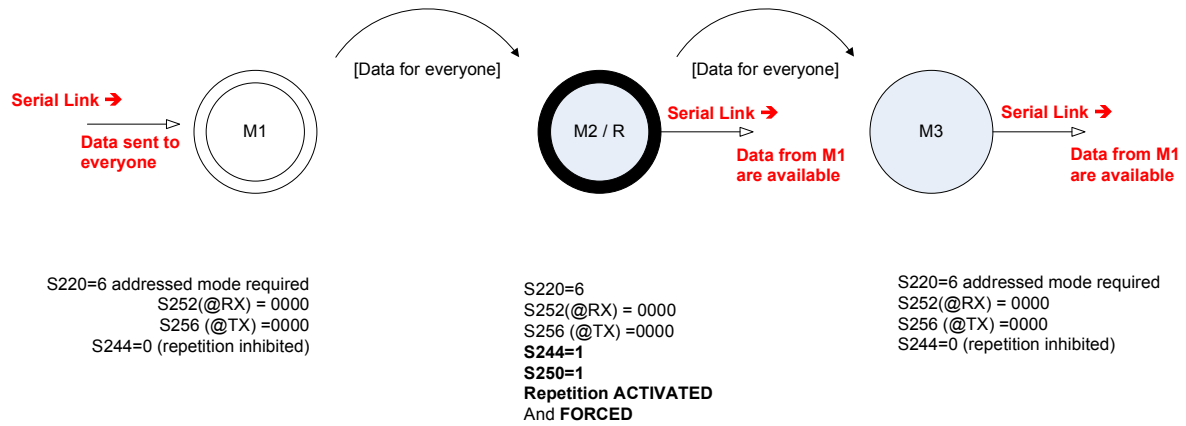 [Data for everyone]
[Data for everyone]
Serial Link ➔
Data sent to
everyone
M1
M2 / R
Serial Link ➔
Data from M1
are available
M3
Serial Link ➔
Data from M1
are available
S220=6 addressed mode required
S252(@RX) = 0000
S256 (@TX) =0000
S244=0 (repetition inhibited)
S220=6
S252(@RX) = 0000
S256 (@TX) =0000
S244=1
S250=1
Repetition ACTIVATED
And FORCED
S220=6 addressed mode required
S252(@RX) = 0000
S256 (@TX) =0000
S244=0 (repetition inhibited)